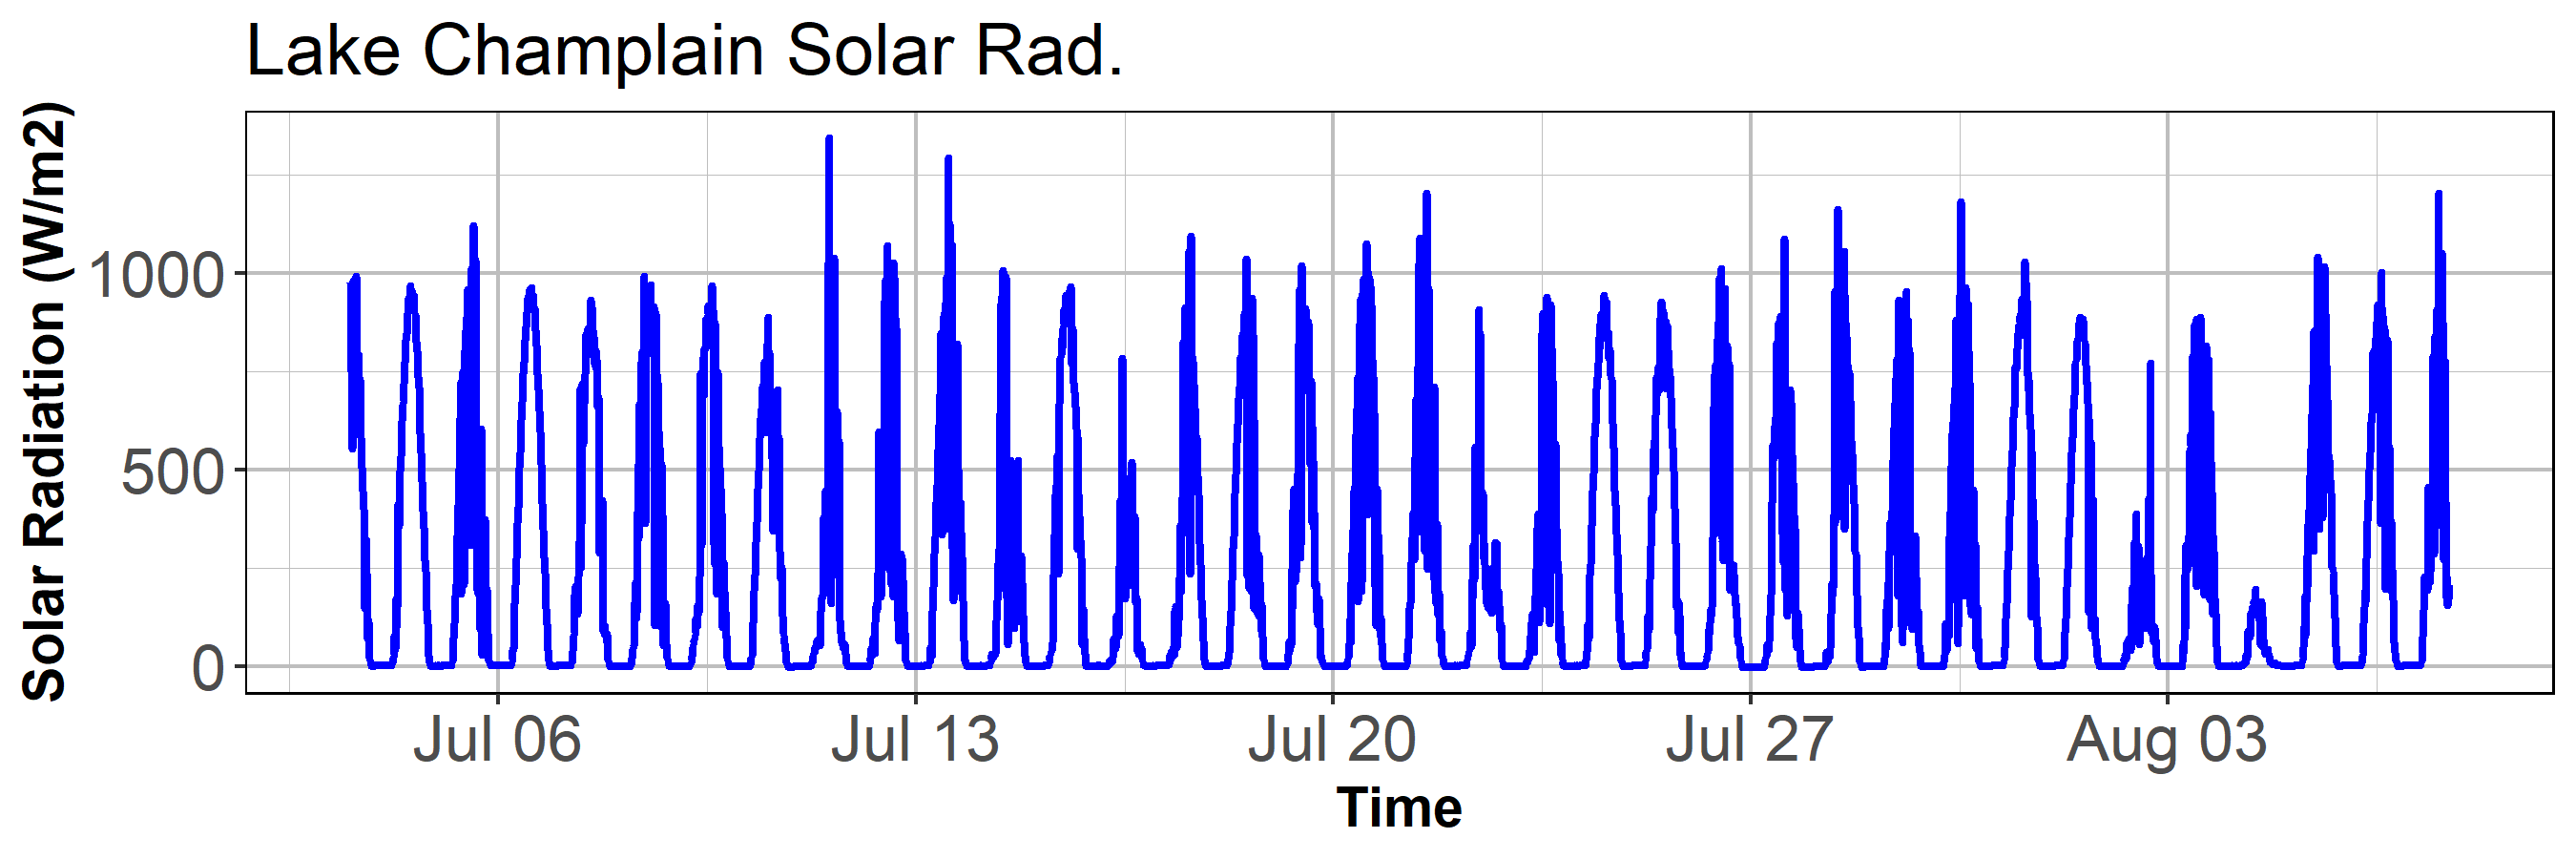 Lake Champlain Solar Rad.
Solar Radiation (W/m2)
1000
500
0
Jul 06
Jul 13
Jul 20
Jul 27
Aug 03
Time